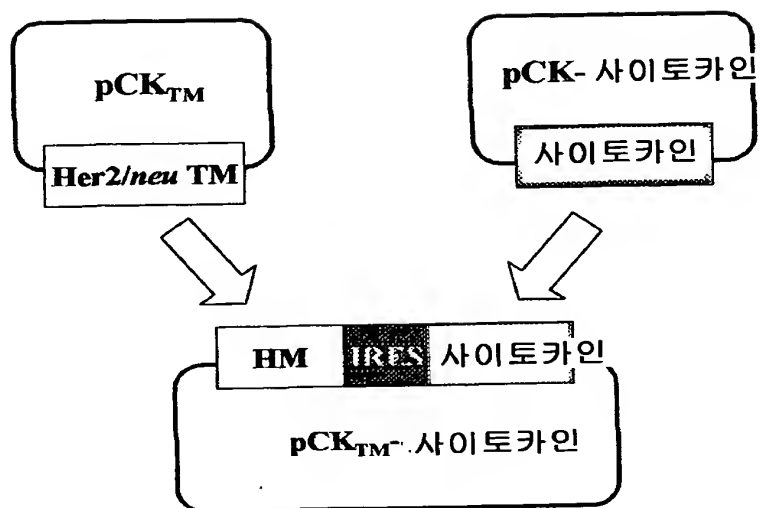 pCKTM
Her2/neu TM
pCK- 사이토카인
사이토카인
HM IRES 사이토카인
pCKTM- 사이토카인